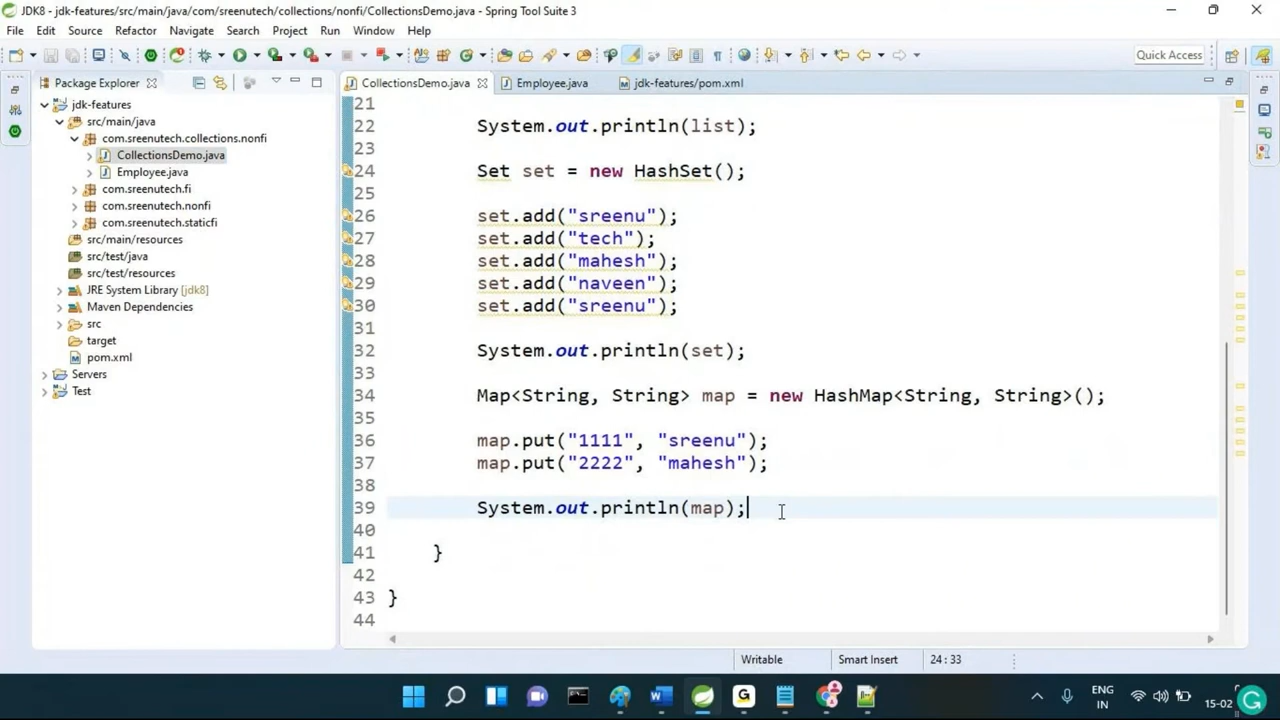 JDK8 - jdk-features/src/main/java/com/sreenutech/collections/nonfi/CollectionsDemo.java - Spring Tool Suite 3
File Edit Source Refactor Navigate Search Project Run Window Help
Quick Access
Package Explorer
CollectionsDemo.java Employee.java jdk-features/pom.xml
jdk-features
src/main/java
com.sreenutech.collections.nonfi
CollectionsDemo.java
Employee.java
com.sreenutech.fi
com.sreenutech.nonfi
com.sreenutech.staticfi
src/main/resources
src/test/java
src/test/resources
JRE System Library [jdk8]
Maven Dependencies
src
target
pom.xml
Servers
Test
21
22 System.out.println(list);
23
24 Set set = new HashSet();
25
26 set.add("sreenu");
27 set.add("tech");
28 set.add("mahesh");
29 set.add("naveen");
30 set.add("sreenu");
31
32 System.out.println(set);
33
34 Map<String, String> map = new HashMap<String, String>();
35
36 map.put("1111", "sreenu");
37 map.put("2222", "mahesh");
38
39 System.out.println(map);
40
41 }
42
43 }
44
Writable Smart Insert 24 : 33
ENG
IN
15-02